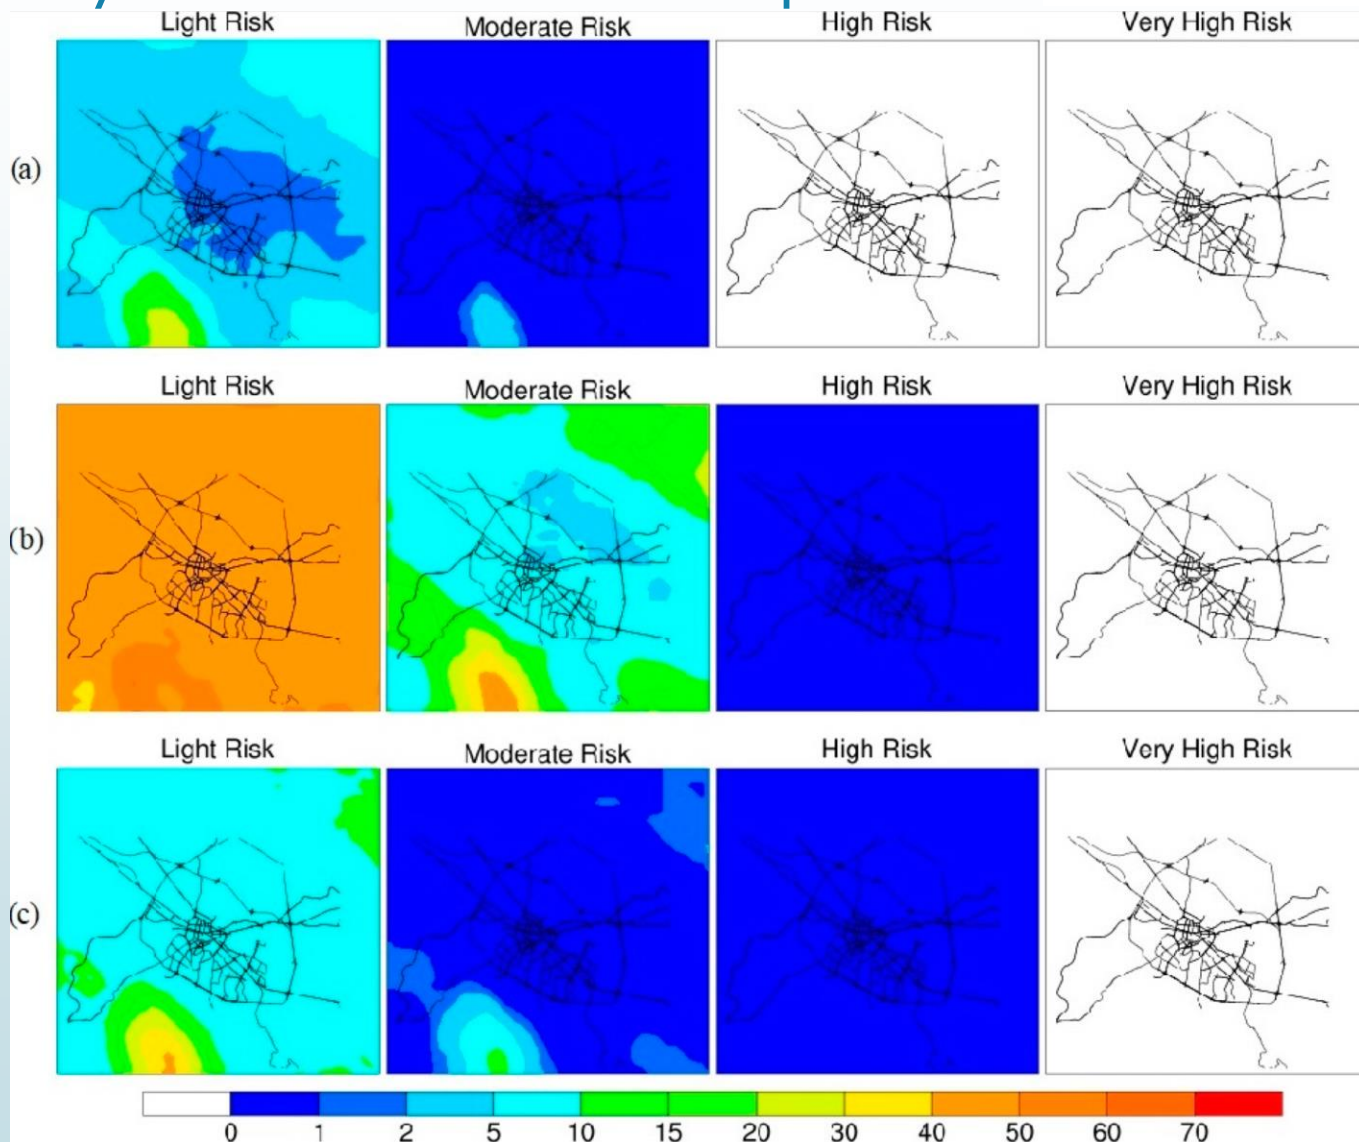 Light Risk Moderate Risk High Risk Very High Risk
(a)
Light Risk Moderate Risk High Risk Very High Risk
(b)
Light Risk Moderate Risk High Risk Very High Risk
(c)
0 1 2 5 10 15 20 30 40 50 60 70